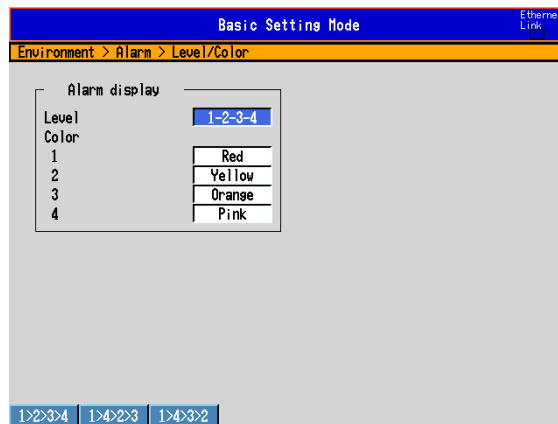 Basic Setting Mode
Etherne
Link
Environment > Alarm > Level/Color
Alarm display
Level 1-2-3-4
Color
1 Red
2 Yellow
3 Orange
4 Pink
1>2>3>4 1>4>2>3 1>4>3>2